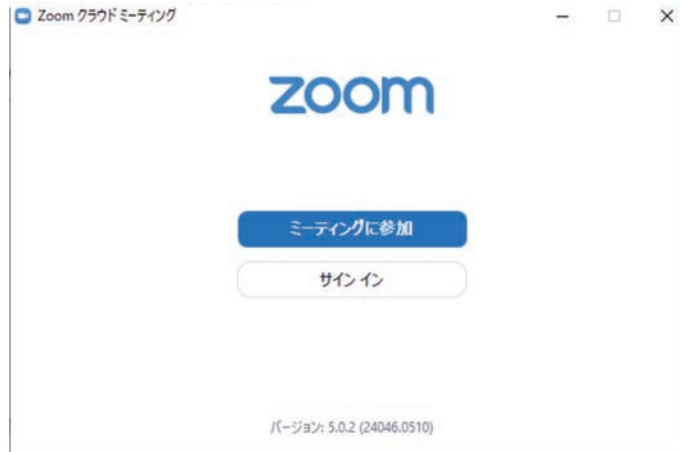 Zoom クラウド ミーティング
zoom
ミーティングに参加
サイン イン
バージョン: 5.0.2 (24046.0510)